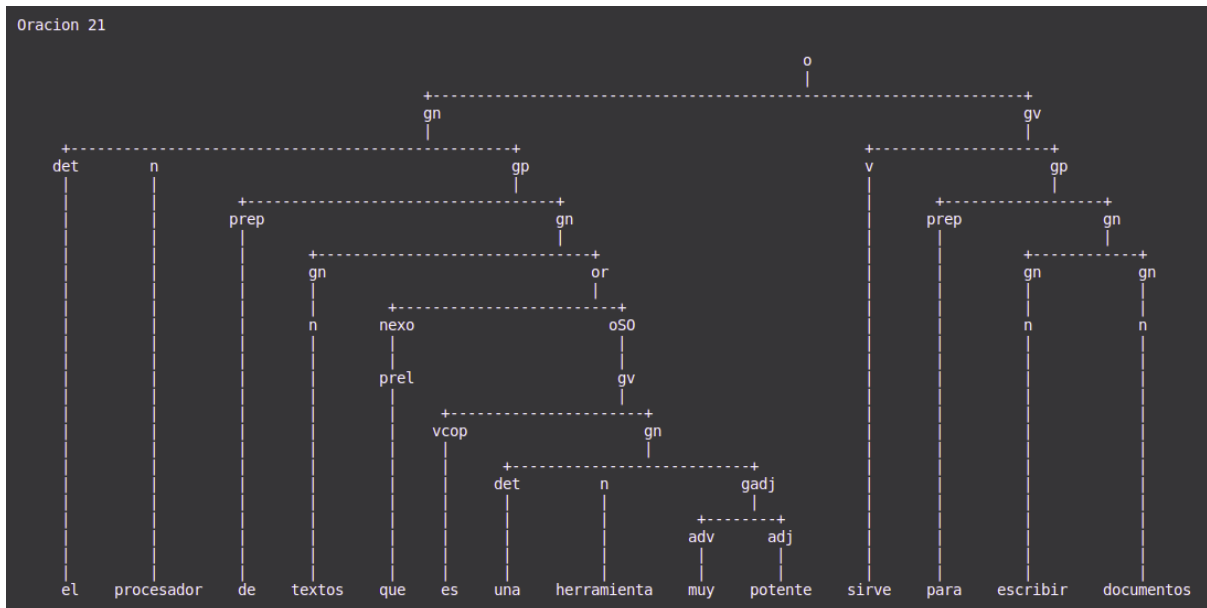 Oracion 21
o
gn gv
det n gp v gp
prep gn prep gn
gn or gn gn
n nexo oSO n n
prel gv
vcop gn
det n gadj
adv adj
el procesador de textos que es una herramienta muy potente sirve para escribir documentos